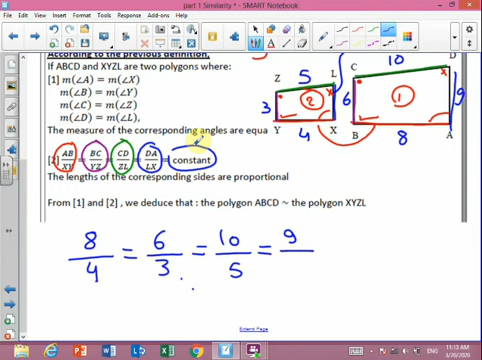 part 1 Similarity * - SMART Notebook
File Edit View Insert Format Tools Add-ons Response Help
According to the previous definition,
If ABCD and XYZL are two polygons where:
[1] m(∠A) = m(∠X)
m(∠B) = m(∠Y)
m(∠C) = m(∠Z)
m(∠D) = m(∠L),
The measure of the corresponding angles are equa
[2] AB/XY = BC/YZ = CD/ZL = DA/LX = constant
The lengths of the corresponding sides are proportional
From [1] and [2] , we deduce that : the polygon ABCD ~ the polygon XYZL
Z 5 L
3 2 x
Y 4 X
C 10 D
6 1 x 9
B 8 A
8/4 = 6/3 = 10/5 = 9
Extend Page
ENG
11:13 AM
3/20/2020